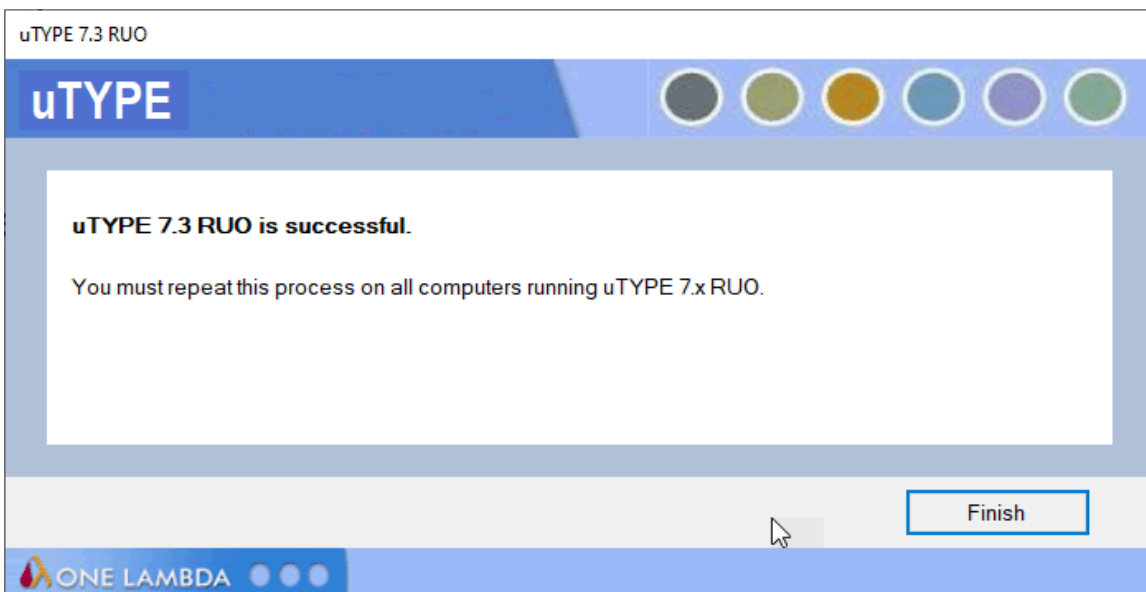 uTYPE 7.3 RUO
uTYPE
uTYPE 7.3 RUO is successful.
You must repeat this process on all computers running uTYPE 7.x RUO.
Finish
ONE LAMBDA